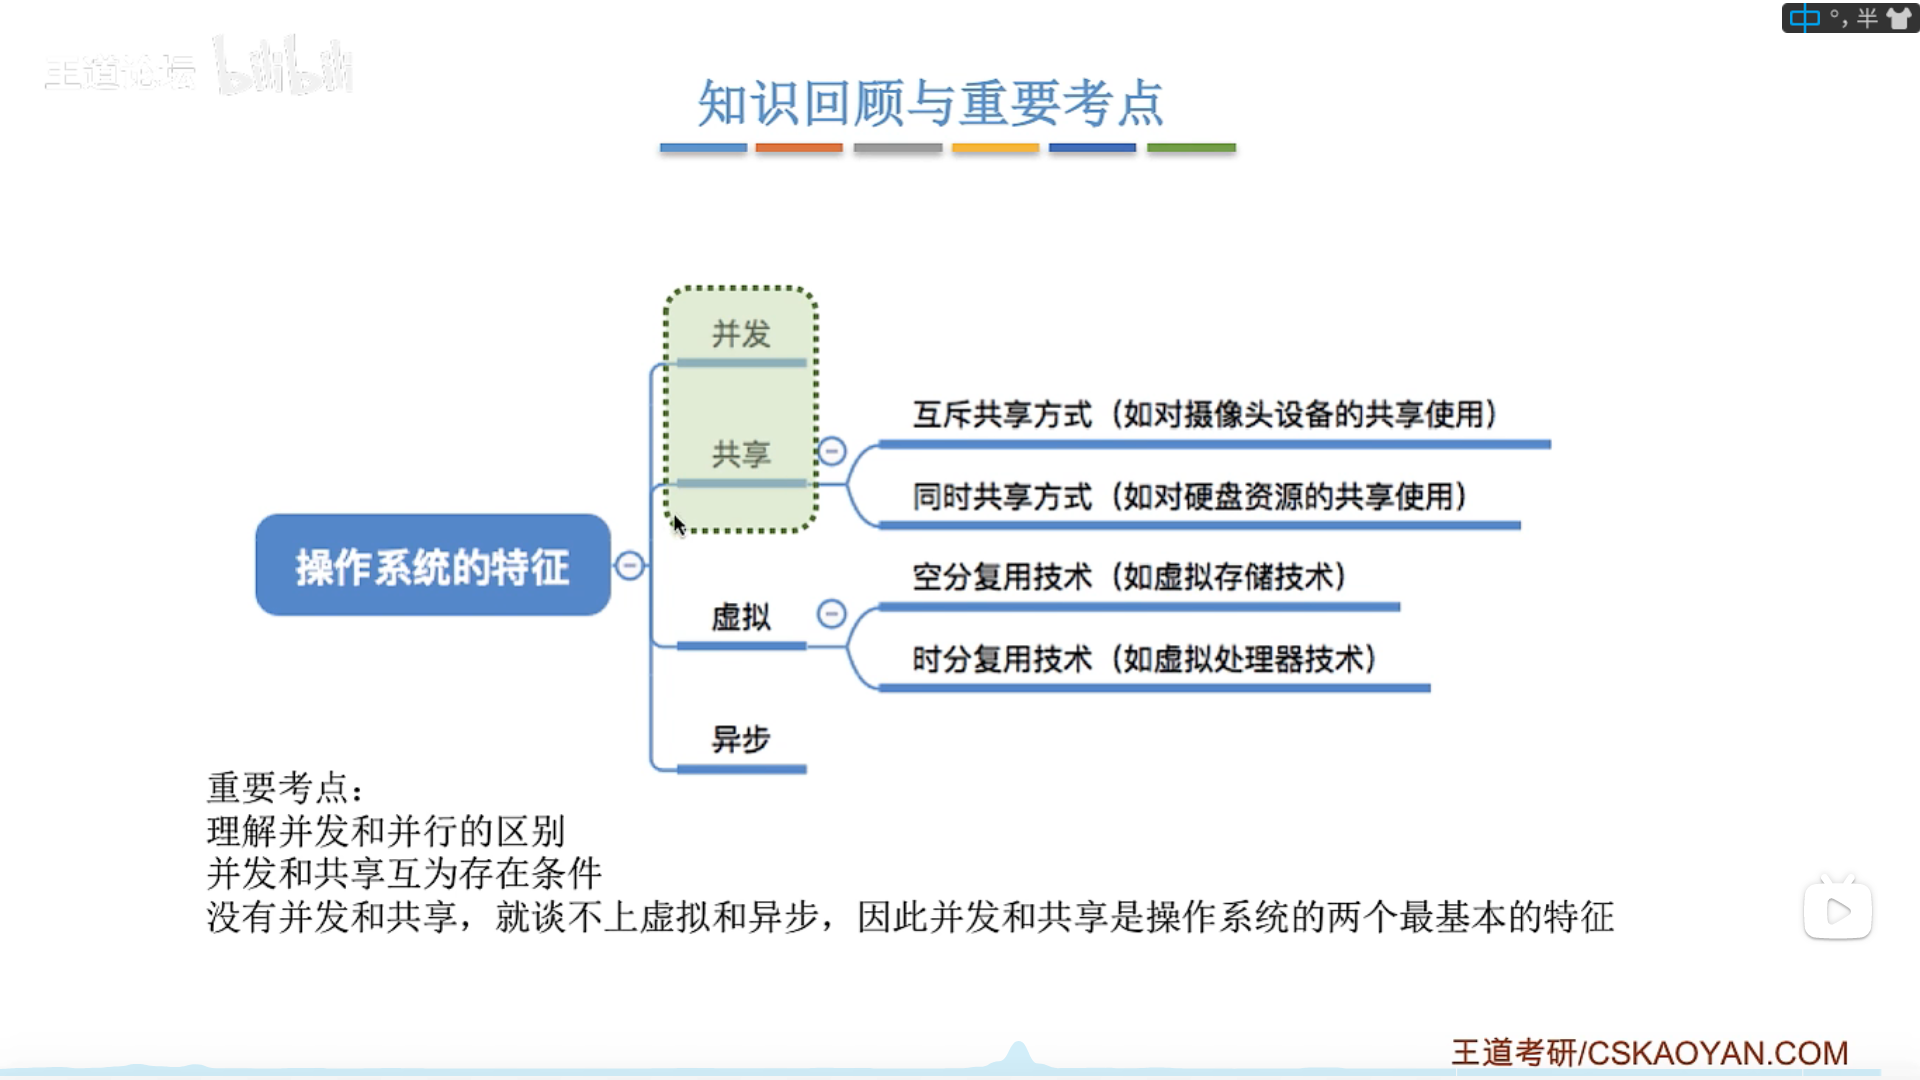 中 °, 半
王道论坛 bilibili
知识回顾与重要考点
并发
共享
互斥共享方式（如对摄像头设备的共享使用）
同时共享方式（如对硬盘资源的共享使用）
操作系统的特征
虚拟
空分复用技术（如虚拟存储技术）
时分复用技术（如虚拟处理器技术）
异步
重要考点：
理解并发和并行的区别
并发和共享互为存在条件
没有并发和共享，就谈不上虚拟和异步，因此并发和共享是操作系统的两个最基本的特征
王道考研/CSKAOYAN.COM